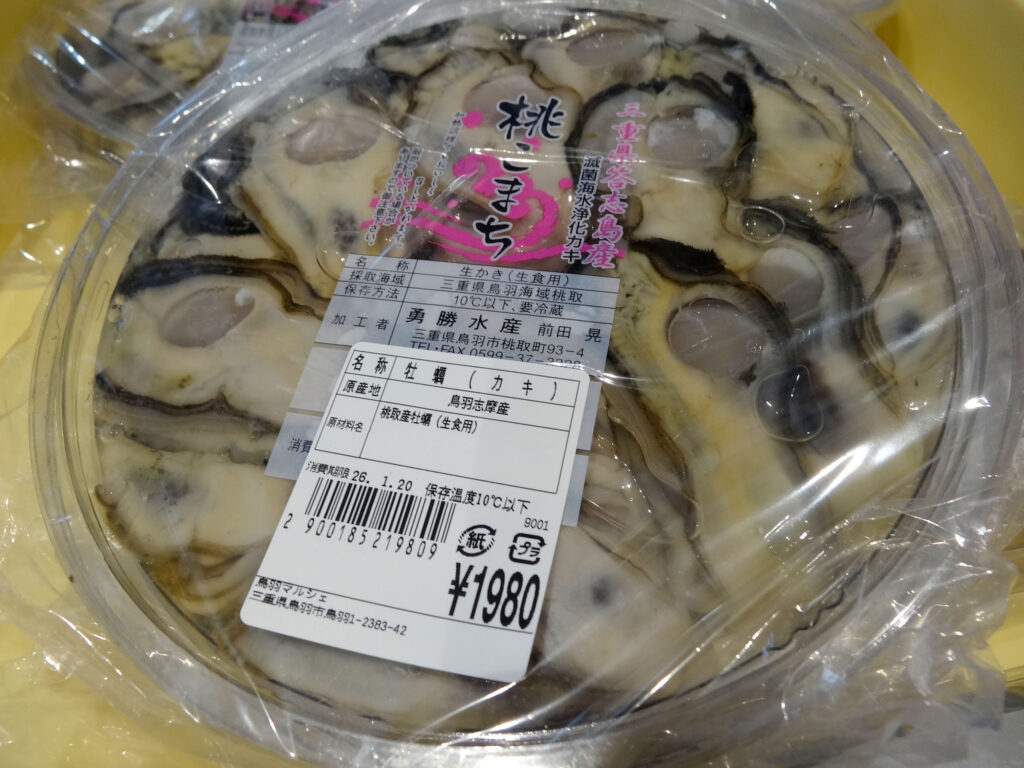 三重県答志島産
滅菌海水浄化カキ
桃こまち
名称 生かき(生食用)
採取海域 三重県鳥羽海域桃取
保存方法 10℃以下、要冷蔵
加工者 勇勝水産 前田 晃
三重県鳥羽市桃取町93-4
TEL・FAX 0599-37-
消費
名称 牡蠣(カキ)
原産地 鳥羽志摩産
原材料名 桃取産牡蠣(生食用)
消費期限 26. 1.20 保存温度10℃以下
9001
2 900185 219809
紙
プラ
¥1980
鳥羽マルシェ
三重県鳥羽市鳥羽1-2383-42